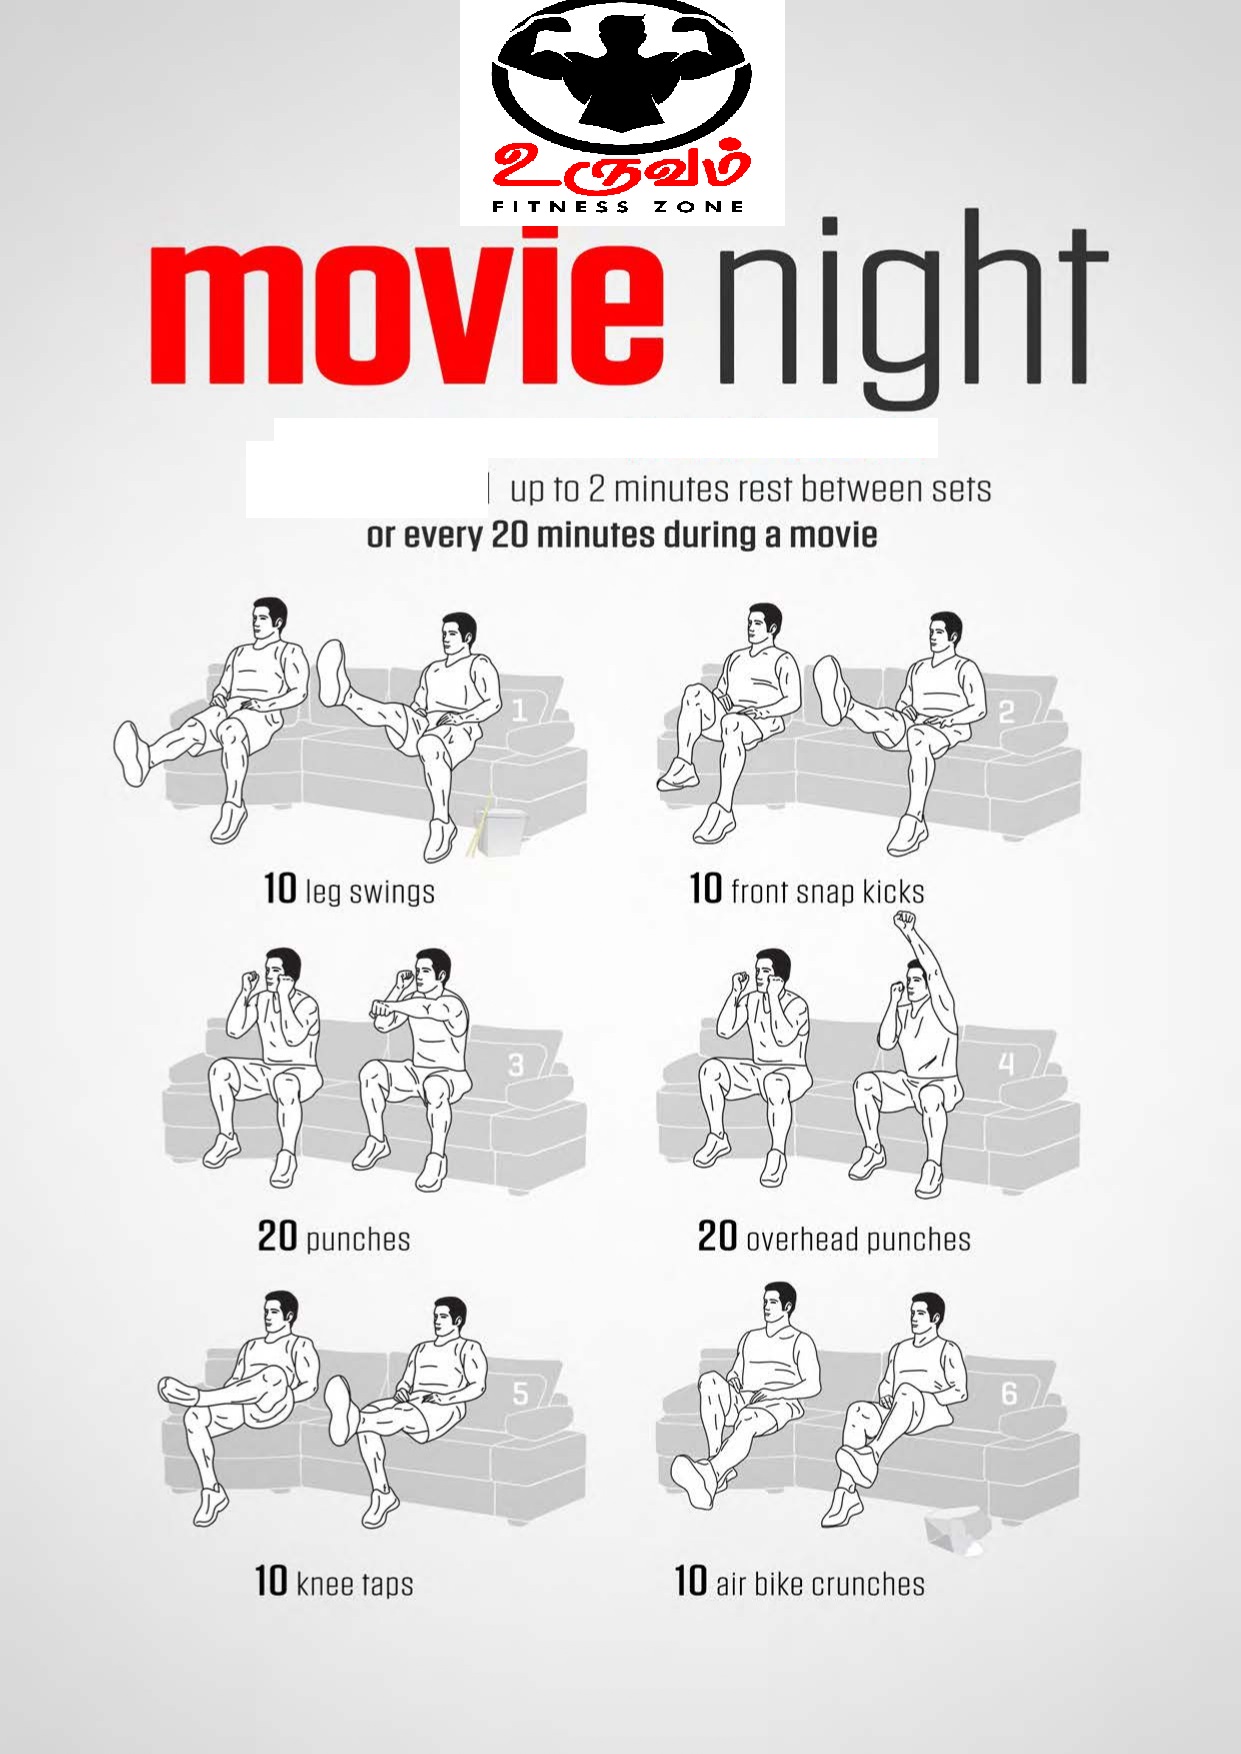 உருவம்
FITNESS ZONE
movie night
| up to 2 minutes rest between sets
or every 20 minutes during a movie
1
2
10 leg swings
10 front snap kicks
3
4
20 punches
20 overhead punches
5
6
10 knee taps
10 air bike crunches